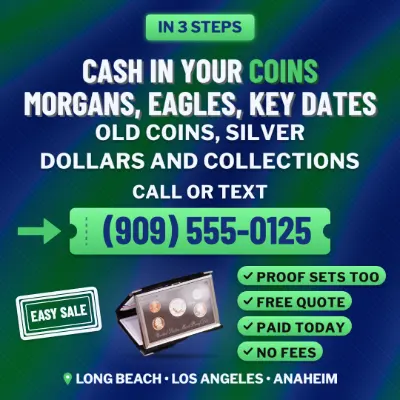 IN 3 STEPS
CASH IN YOUR COINS
MORGANS, EAGLES, KEY DATES
OLD COINS, SILVER
DOLLARS AND COLLECTIONS
CALL OR TEXT
(909) 555-0125
PROOF SETS TOO
FREE QUOTE
EASY SALE
PAID TODAY
NO FEES
LONG BEACH • LOS ANGELES • ANAHEIM